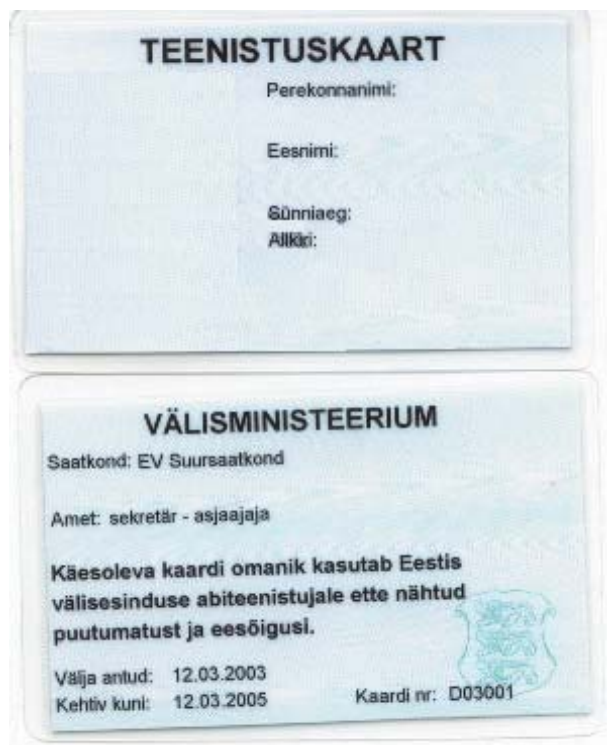 TEENISTUSKAART
Perekonnanimi:
Eesnimi:
Sünniaeg:
Allkiri:
VÄLISMINISTEERIUM
Saatkond: EV Suursaatkond
Amet: sekretär - asjaajaja
Käesoleva kaardi omanik kasutab Eestis
välisesinduse abiteenistujale ette nähtud
puutumatust ja eesõigusi.
Välja antud: 12.03.2003
Kehtiv kuni: 12.03.2005
Kaardi nr: D03001